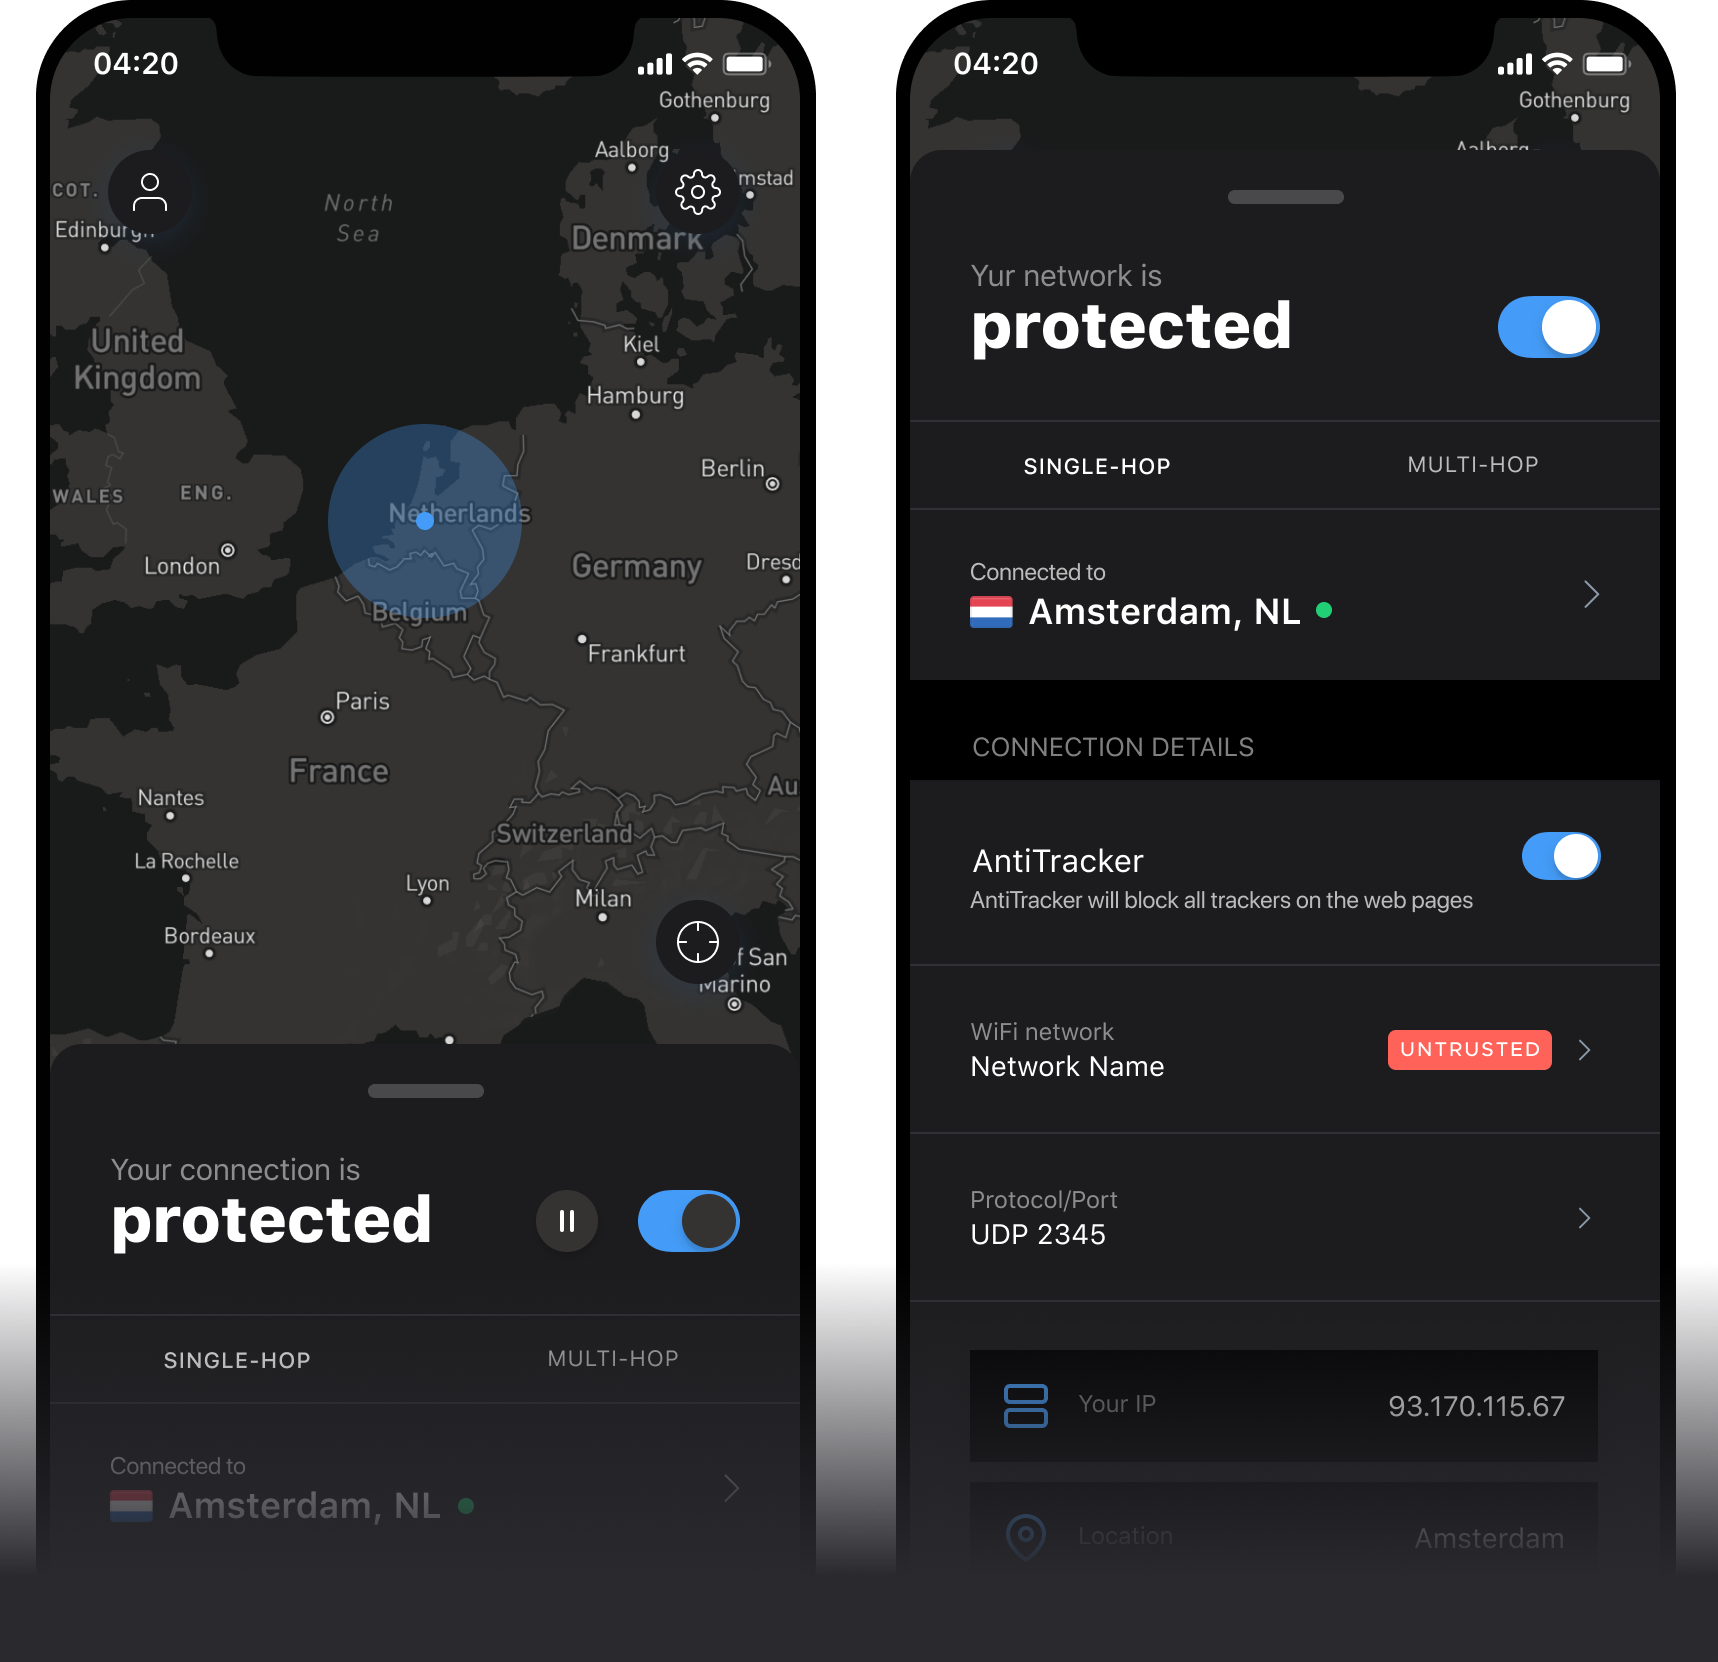 04:20
Gothenburg
Aalborg
mstad
COT.
Edinburgh
North
Sea
Denmark
United
Kingdom
Kiel
Hamburg
Berlin
WALES
ENG.
Netherlands
London
Germany
Dresd
Belgium
Frankfurt
Paris
France
Au
Nantes
Switzerland
La Rochelle
Lyon
Milan
Bordeaux
f San
Marino
Your connection is
protected
SINGLE-HOP
MULTI-HOP
Connected to
Amsterdam, NL
04:20
Gothenburg
Aalborg
Yur network is
protected
SINGLE-HOP
MULTI-HOP
Connected to
Amsterdam, NL
CONNECTION DETAILS
AntiTracker
AntiTracker will block all trackers on the web pages
WiFi network
Network Name
UNTRUSTED
Protocol/Port
UDP 2345
Your IP
93.170.115.67
Location
Amsterdam